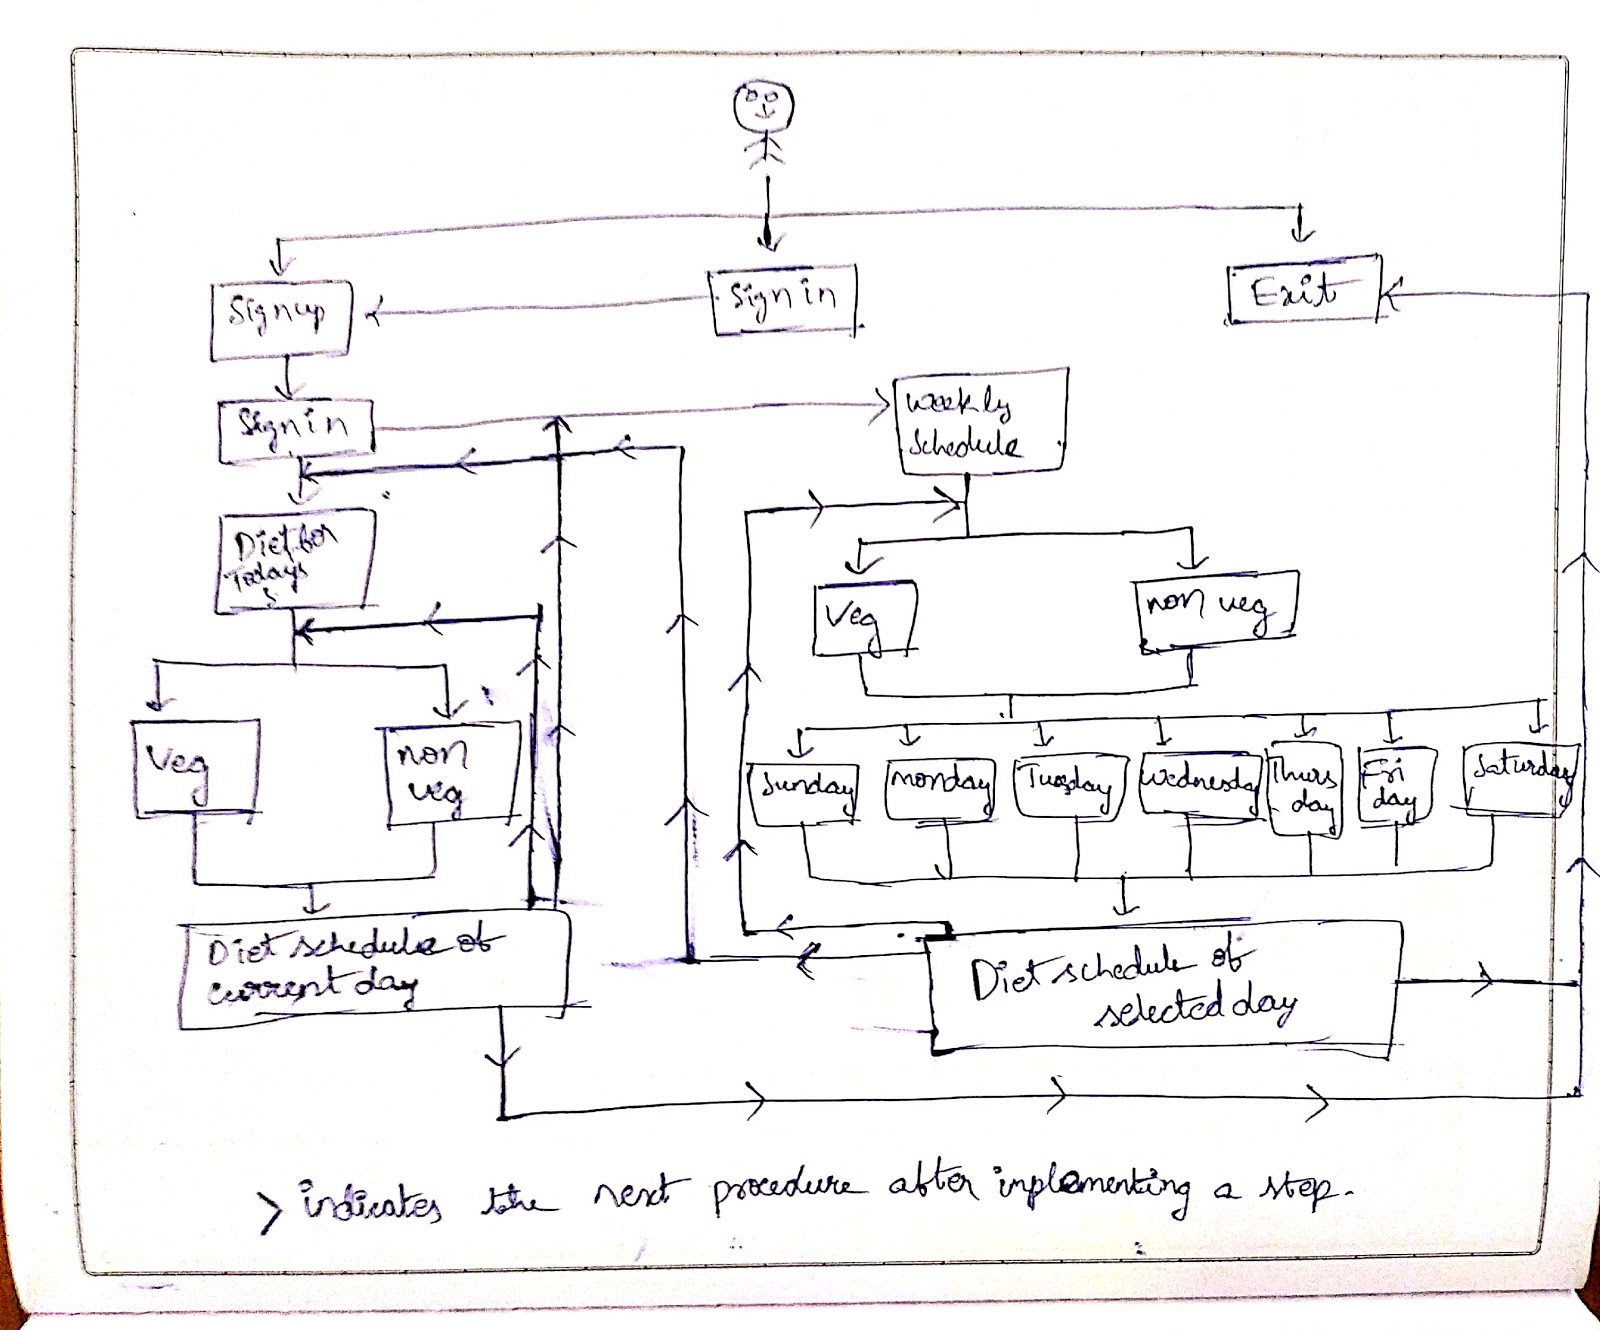 Signup
Sign in
Exit
Sign in
weekly
schedule
Diet for
Todays
Veg
non veg
Veg
non
veg
Sunday
monday
Tuesday
wednesday
Thurs
day
Fri
day
Saturday
Diet schedule of
current day
Diet schedule of
selected day
> indicates the next procedure after implementing a step.